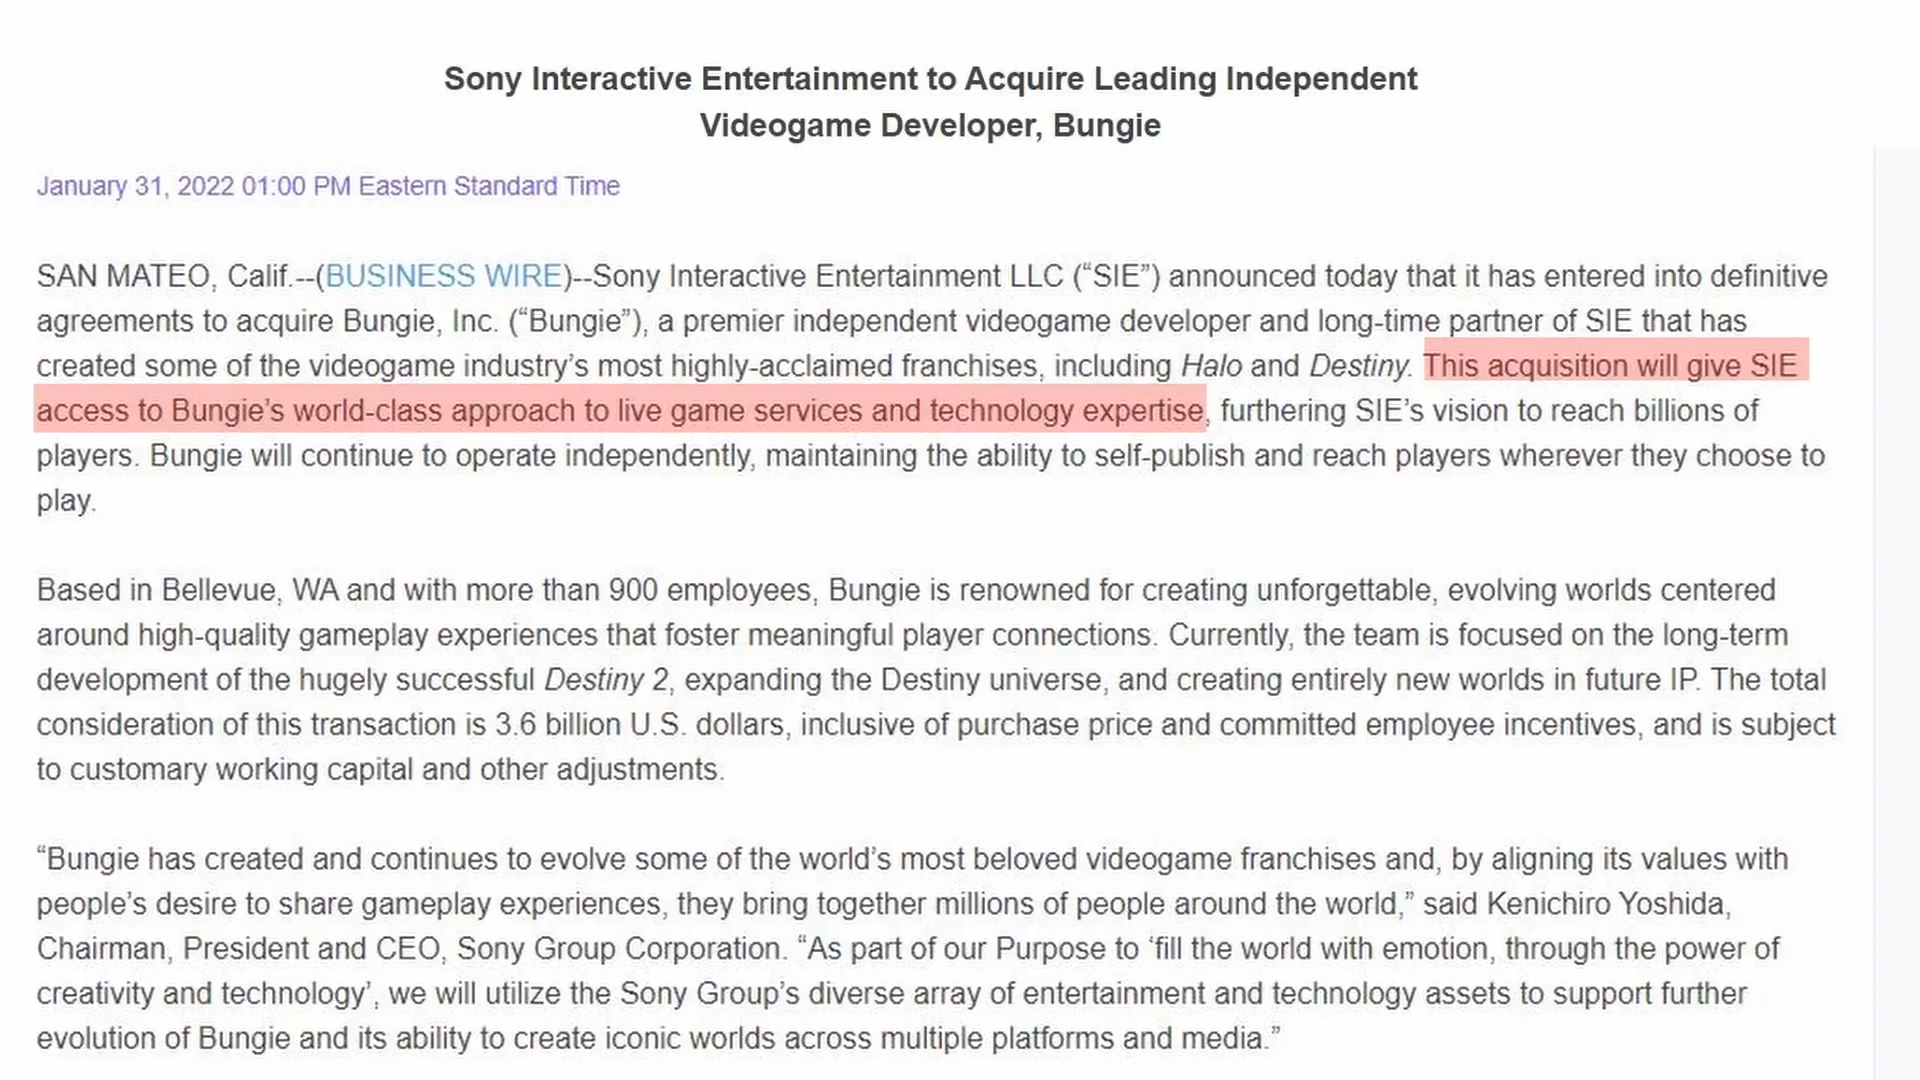 Sony Interactive Entertainment to Acquire Leading Independent
Videogame Developer, Bungie
January 31, 2022 01:00 PM Eastern Standard Time
SAN MATEO, Calif.--(BUSINESS WIRE)--Sony Interactive Entertainment LLC (“SIE”) announced today that it has entered into definitive
agreements to acquire Bungie, Inc. (“Bungie”), a premier independent videogame developer and long-time partner of SIE that has
created some of the videogame industry’s most highly-acclaimed franchises, including Halo and Destiny. This acquisition will give SIE
access to Bungie’s world-class approach to live game services and technology expertise, furthering SIE’s vision to reach billions of
players. Bungie will continue to operate independently, maintaining the ability to self-publish and reach players wherever they choose to
play.
Based in Bellevue, WA and with more than 900 employees, Bungie is renowned for creating unforgettable, evolving worlds centered
around high-quality gameplay experiences that foster meaningful player connections. Currently, the team is focused on the long-term
development of the hugely successful Destiny 2, expanding the Destiny universe, and creating entirely new worlds in future IP. The total
consideration of this transaction is 3.6 billion U.S. dollars, inclusive of purchase price and committed employee incentives, and is subject
to customary working capital and other adjustments.
“Bungie has created and continues to evolve some of the world’s most beloved videogame franchises and, by aligning its values with
people’s desire to share gameplay experiences, they bring together millions of people around the world,” said Kenichiro Yoshida,
Chairman, President and CEO, Sony Group Corporation. “As part of our Purpose to ‘fill the world with emotion, through the power of
creativity and technology’, we will utilize the Sony Group’s diverse array of entertainment and technology assets to support further
evolution of Bungie and its ability to create iconic worlds across multiple platforms and media.”